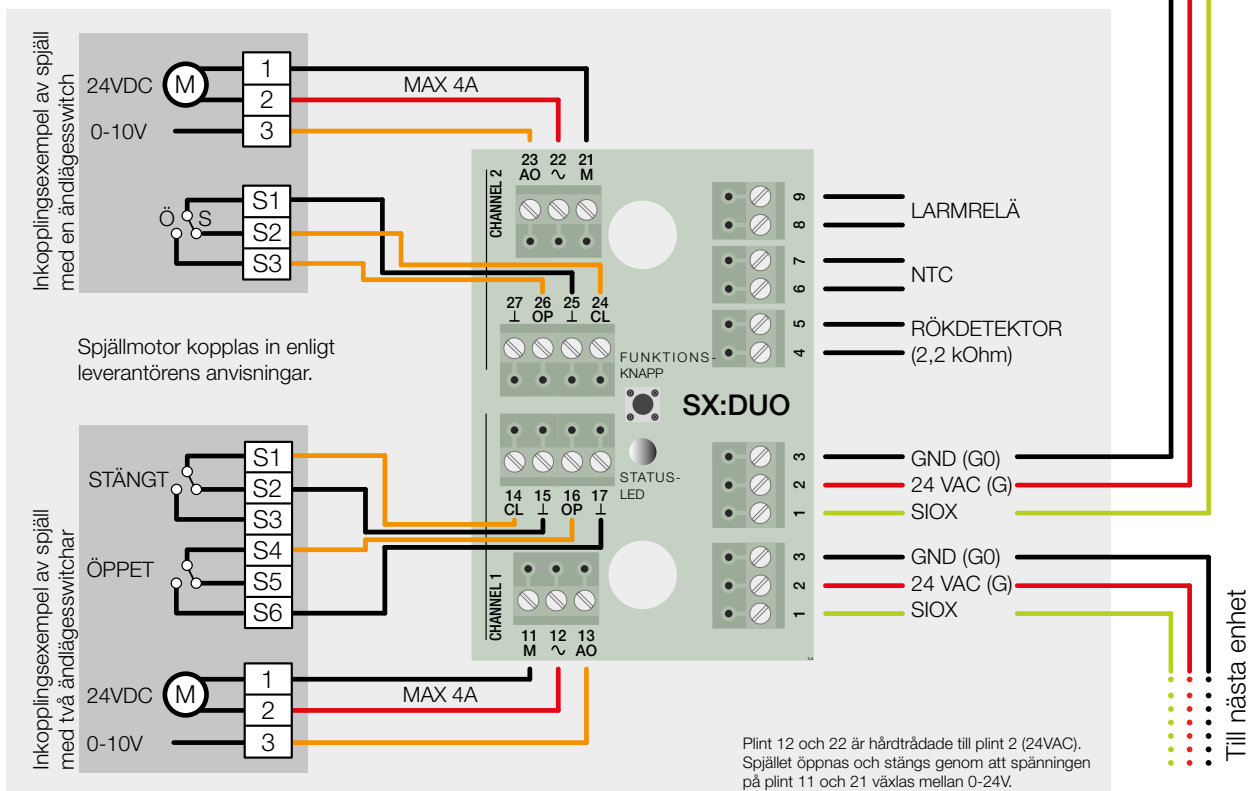 Inkopplingsexempel av spjäll
med en ändlägesswitch
24VDC
M
0-10V
1
2
3
MAX 4A
Ö S
S1
S2
S3
Spjällmotor kopplas in enligt
leverantörens anvisningar.
Inkopplingsexempel av spjäll
med två ändlägesswitchar
STÄNGT
ÖPPET
S1
S2
S3
S4
S5
S6
24VDC
M
0-10V
1
2
3
MAX 4A
CHANNEL 2
23 22 21
AO ∿ M
27 26 25 24
⊥ OP ⊥ CL
FUNKTIONS-
KNAPP
SX:DUO
STATUS-
LED
14 15 16 17
CL ⊥ OP ⊥
CHANNEL 1
11 12 13
M ∿ AO
9
8
LARMRELÄ
7
6
NTC
5
4
RÖKDETEKTOR
(2,2 kOhm)
3 GND (G0)
2 24 VAC (G)
1 SIOX
3 GND (G0)
2 24 VAC (G)
1 SIOX
Till nästa enhet
Plint 12 och 22 är hårdtrådade till plint 2 (24VAC).
Spjället öppnas och stängs genom att spänningen
på plint 11 och 21 växlas mellan 0-24V.